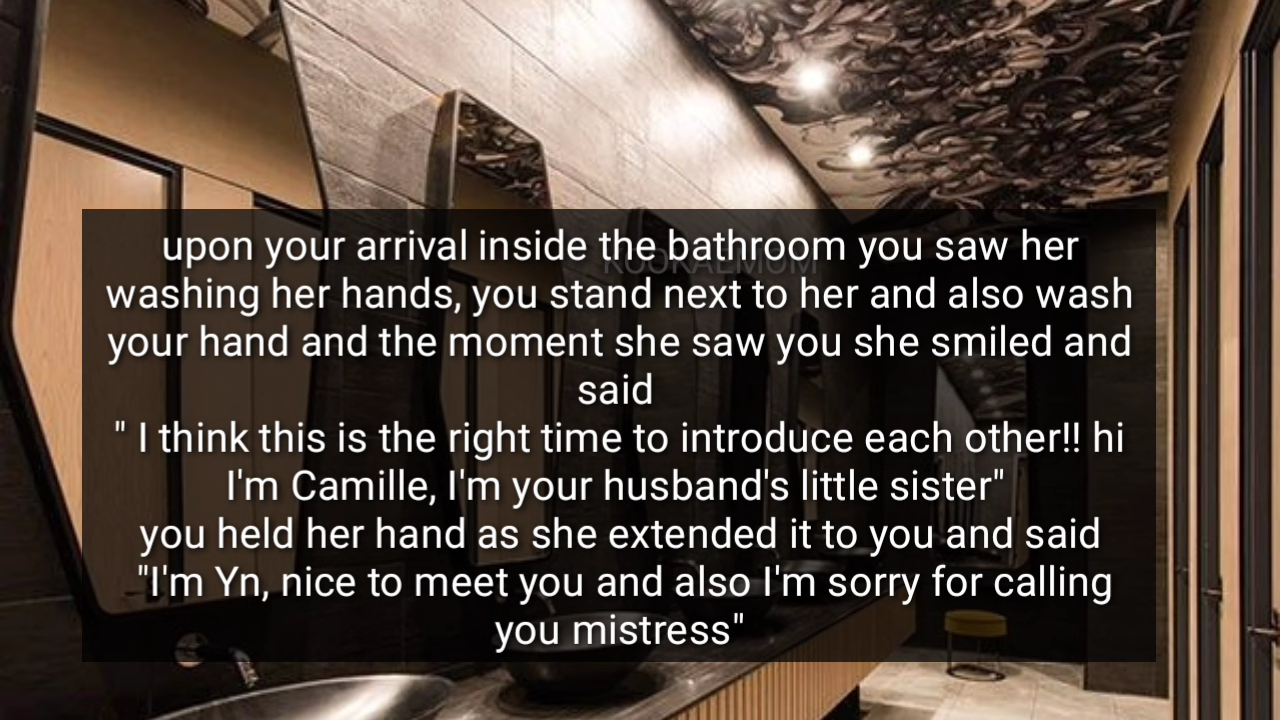 upon your arrival inside the bathroom you saw her
washing her hands, you stand next to her and also wash
your hand and the moment she saw you she smiled and
said
" I think this is the right time to introduce each other!! hi
I'm Camille, I'm your husband's little sister"
you held her hand as she extended it to you and said
"I'm Yn, nice to meet you and also I'm sorry for calling
you mistress"